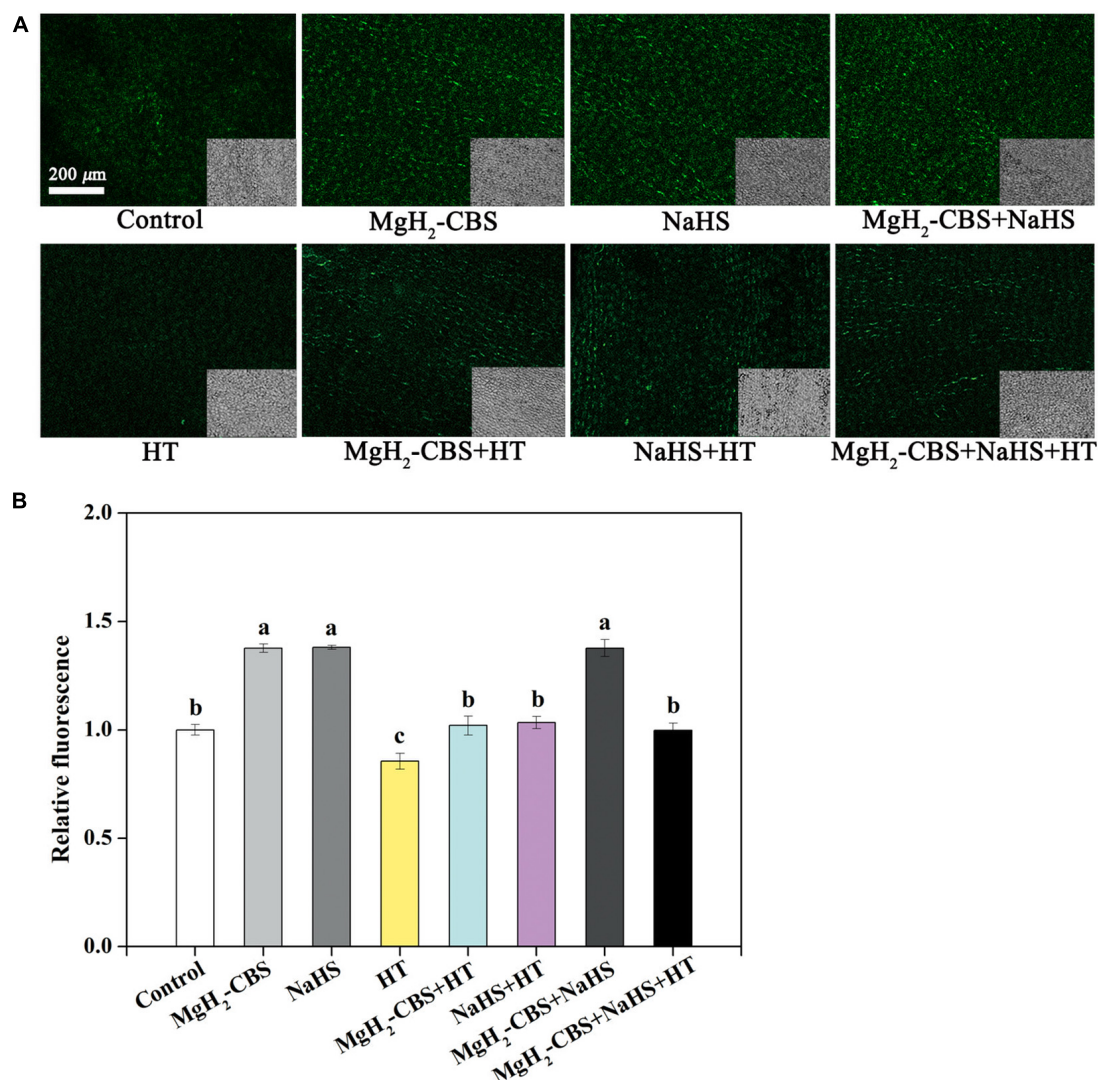 A
200 μm
Control
MgH₂-CBS
NaHS
MgH₂-CBS+NaHS
HT
MgH₂-CBS+HT
NaHS+HT
MgH₂-CBS+NaHS+HT
B
2.0
1.5
1.0
0.5
0.0
Relative fluorescence
b
a
a
c
b
b
a
b
Control
MgH₂-CBS
NaHS
HT
MgH₂-CBS+HT
NaHS+HT
MgH₂-CBS+NaHS
MgH₂-CBS+NaHS+HT